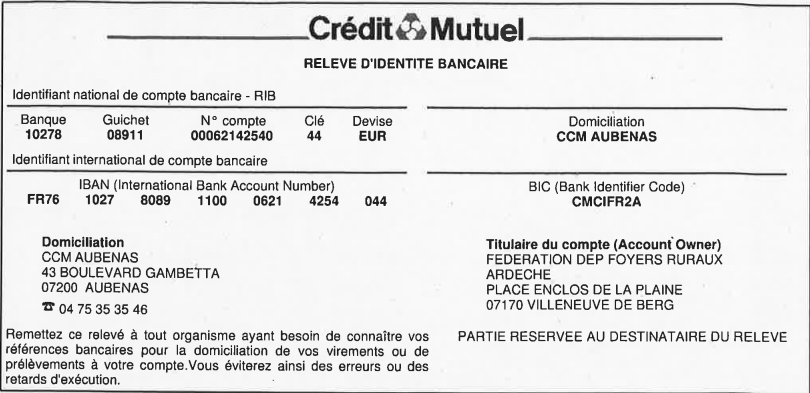 Crédit Mutuel
RELEVE D'IDENTITE BANCAIRE
Identifiant national de compte bancaire - RIB
Banque Guichet N° compte Clé Devise
10278 08911 00062142540 44 EUR
Domiciliation
CCM AUBENAS
Identifiant international de compte bancaire
IBAN (International Bank Account Number)
FR76 1027 8089 1100 0621 4254 044
BIC (Bank Identifier Code)
CMCIFR2A
Domiciliation
CCM AUBENAS
43 BOULEVARD GAMBETTA
07200 AUBENAS
☎ 04 75 35 35 46
Titulaire du compte (Account Owner)
FEDERATION DEP FOYERS RURAUX
ARDECHE
PLACE ENCLOS DE LA PLAINE
07170 VILLENEUVE DE BERG
Remettez ce relevé à tout organisme ayant besoin de connaître vos
références bancaires pour la domiciliation de vos virements ou de
prélèvements à votre compte.Vous éviterez ainsi des erreurs ou des
retards d'exécution.
PARTIE RESERVEE AU DESTINATAIRE DU RELEVE